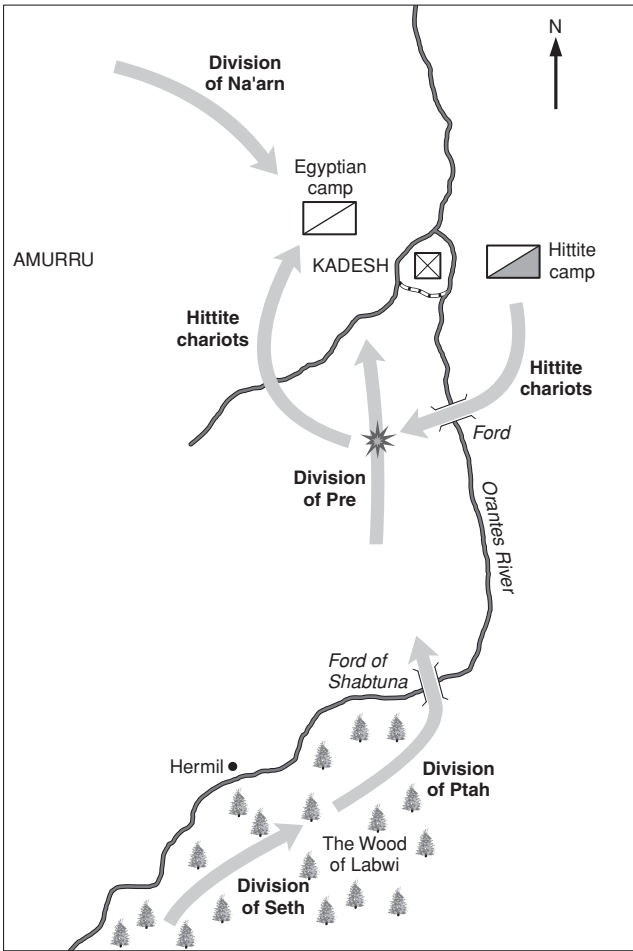 Division
of Na'arn
N
Egyptian
camp
AMURRU
KADESH
Hittite
camp
Hittite
chariots
Hittite
chariots
Ford
Division
of Pre
Orantes River
Ford of
Shabtuna
Hermil
Division
of Ptah
The Wood
of Labwi
Division
of Seth